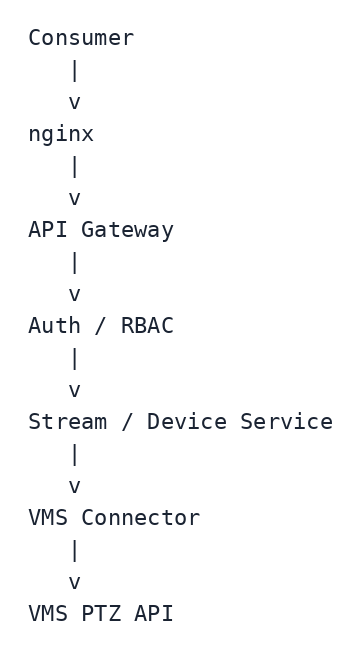 Consumer
|
v
nginx
|
v
API Gateway
|
v
Auth / RBAC
|
v
Stream / Device Service
|
v
VMS Connector
|
v
VMS PTZ API